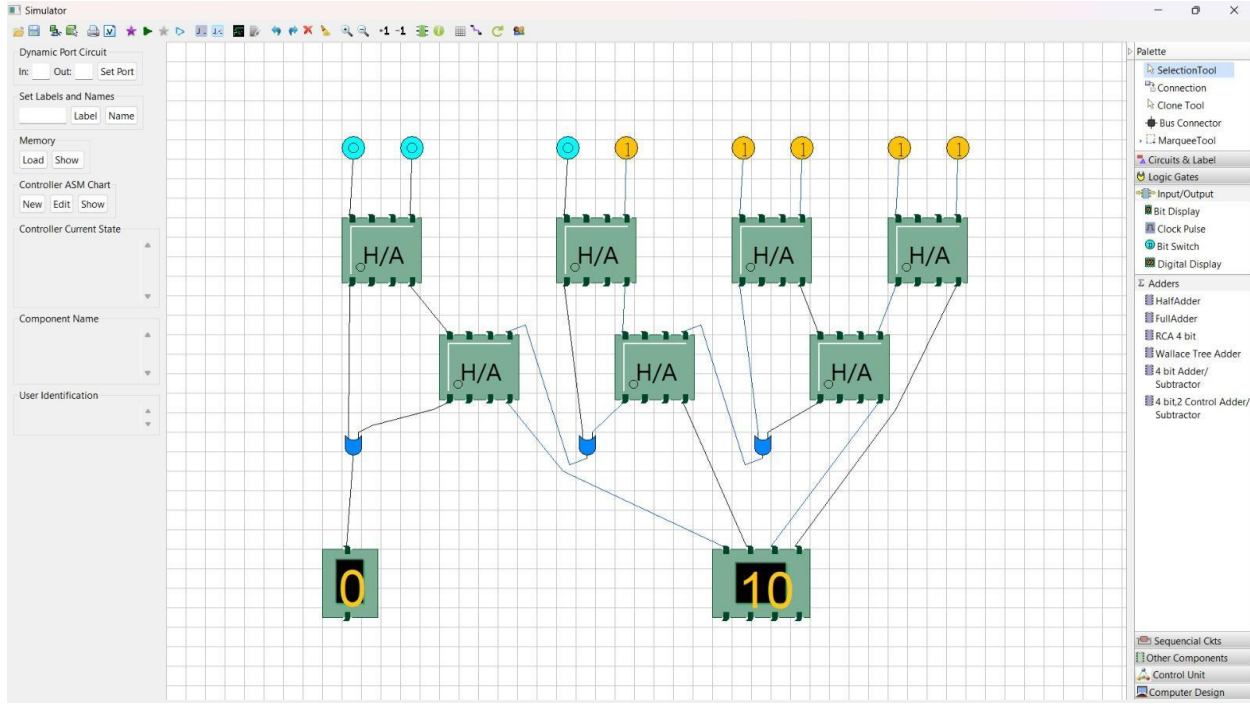 Simulator
+1 -1
Dynamic Port Circuit
In: Out: Set Port
Set Labels and Names
Label Name
Memory
Load Show
Controller ASM Chart
New Edit Show
Controller Current State
Component Name
User Identification
1 1 1 1 1
H/A H/A H/A H/A
H/A H/A H/A
0 10
Palette
SelectionTool
Connection
Clone Tool
Bus Connector
MarqueeTool
Circuits & Label
Logic Gates
Input/Output
Bit Display
Clock Pulse
Bit Switch
Digital Display
Σ Adders
HalfAdder
FullAdder
RCA 4 bit
Wallace Tree Adder
4 bit Adder/
Subtractor
4 bit,2 Control Adder/
Subtractor
Sequencial Ckts
Other Components
Control Unit
Computer Design